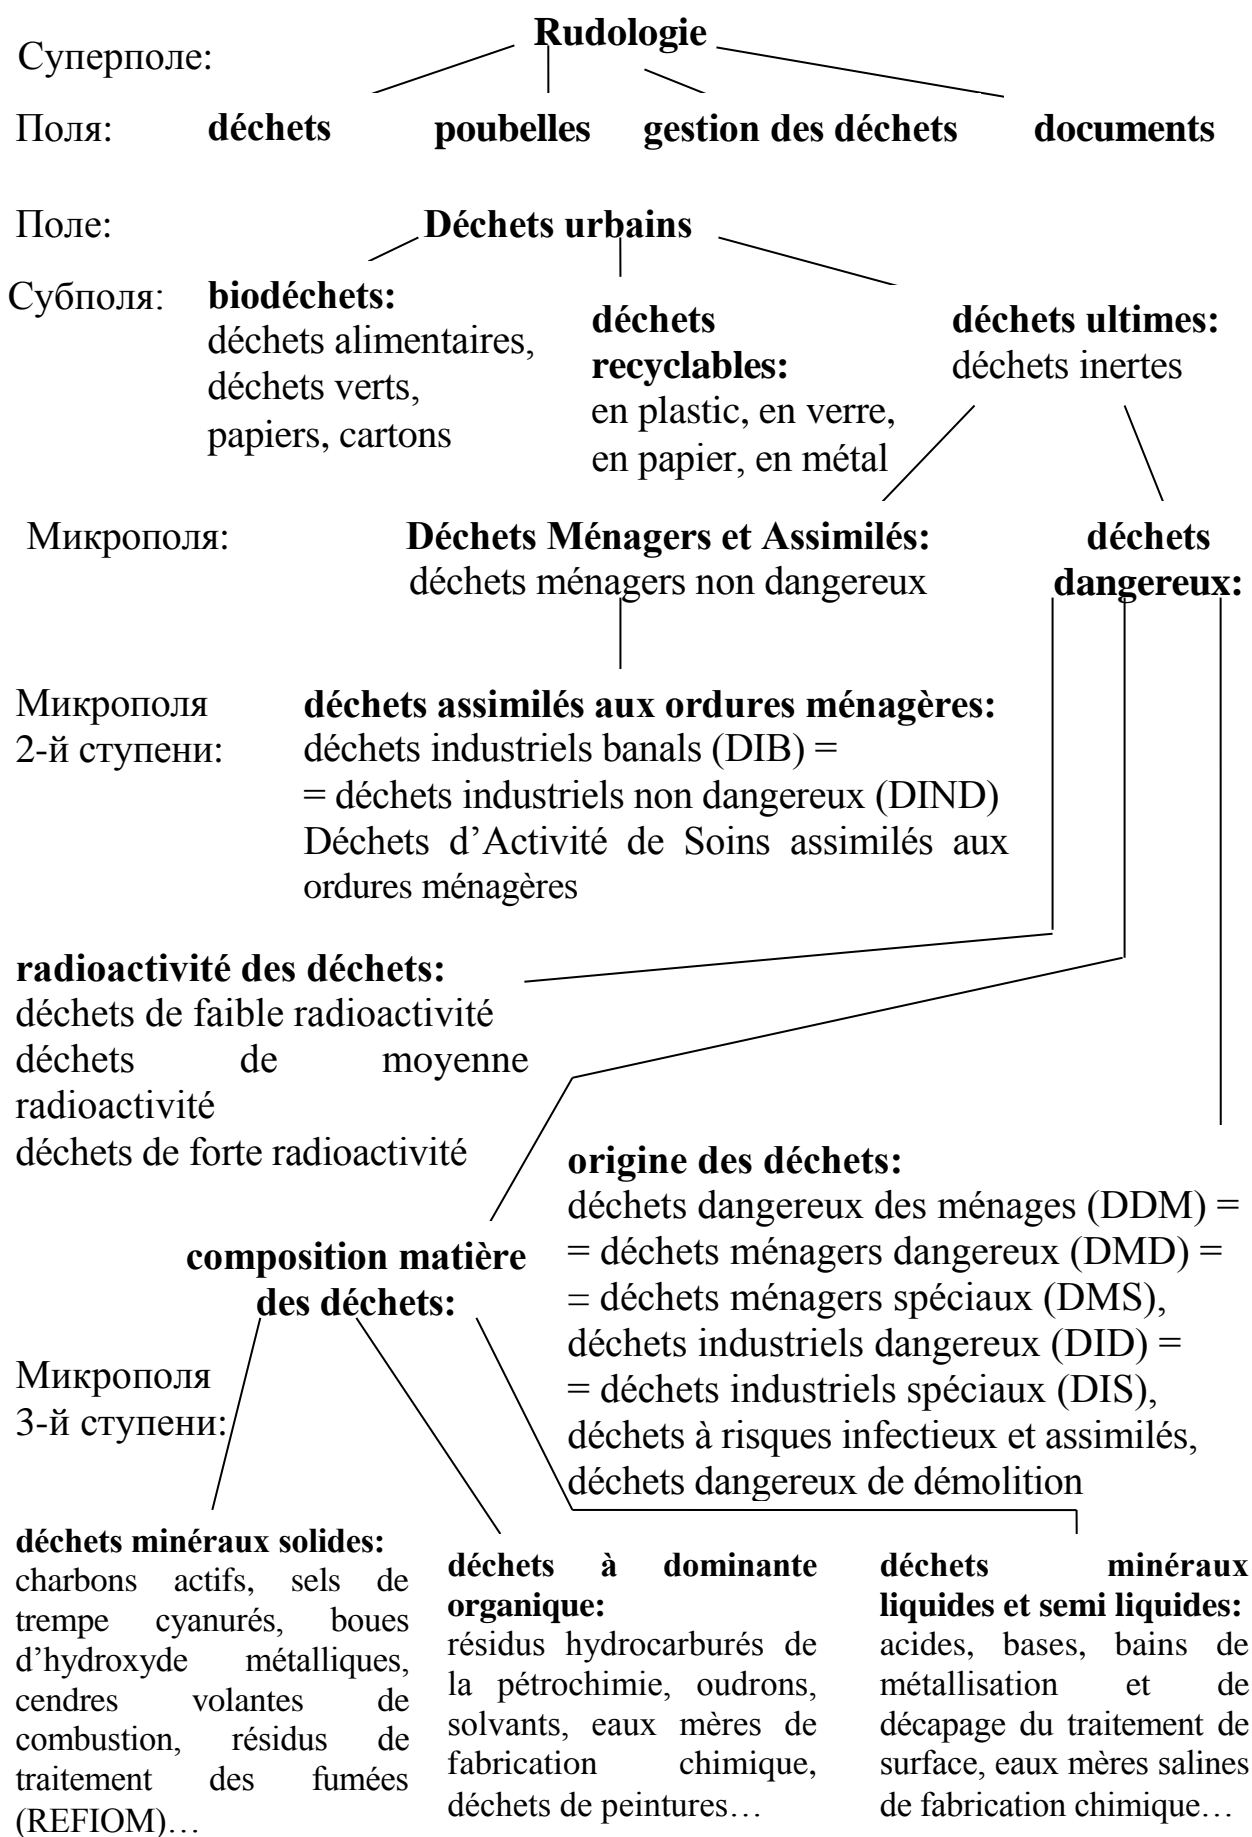 Rudologie
Суперполе:
Поля: déchets poubelles gestion des déchets documents
Поле: Déchets urbains
Субполя: biodéchets:
déchets alimentaires,
déchets verts,
papiers, cartons
déchets
recyclables:
en plastic, en verre,
en papier, en métal
déchets ultimes:
déchets inertes
Микрополя: Déchets Ménagers et Assimilés:
déchets ménagers non dangereux
déchets
dangereux:
Микрополя
2-й ступени:
déchets assimilés aux ordures ménagères:
déchets industriels banals (DIB) =
= déchets industriels non dangereux (DIND)
Déchets d’Activité de Soins assimilés aux
ordures ménagères
radioactivité des déchets:
déchets de faible radioactivité
déchets de moyenne
radioactivité
déchets de forte radioactivité
origine des déchets:
déchets dangereux des ménages (DDM) =
= déchets ménagers dangereux (DMD) =
= déchets ménagers spéciaux (DMS),
déchets industriels dangereux (DID) =
= déchets industriels spéciaux (DIS),
déchets à risques infectieux et assimilés,
déchets dangereux de démolition
composition matière
des déchets:
Микрополя
3-й ступени:
déchets minéraux solides:
charbons actifs, sels de
trempe cyanurés, boues
d’hydroxyde métalliques,
cendres volantes de
combustion, résidus de
traitement des fumées
(REFIOM)…
déchets à dominante
organique:
résidus hydrocarburés de
la pétrochimie, oudrons,
solvants, eaux mères de
fabrication chimique,
déchets de peintures…
déchets minéraux
liquides et semi liquides:
acides, bases, bains de
métallisation et de
décapage du traitement de
surface, eaux mères salines
de fabrication chimique…